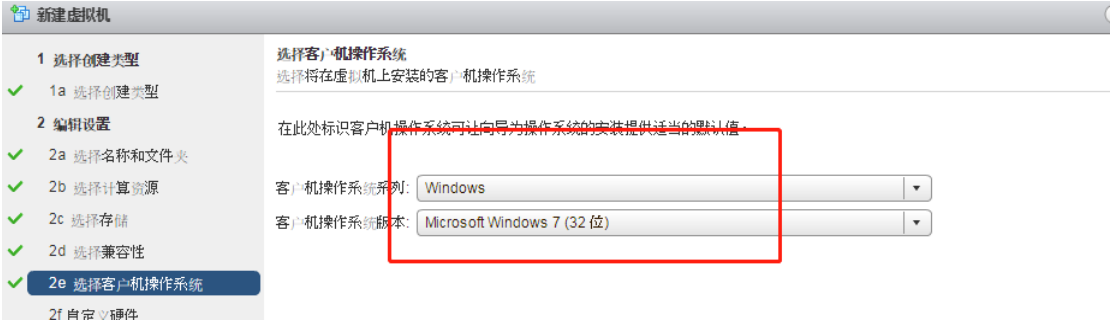 新建虚拟机
1 选择创建类型
1a 选择创建类型
2 编辑设置
2a 选择名称和文件夹
2b 选择计算资源
2c 选择存储
2d 选择兼容性
2e 选择客户机操作系统
2f 自定义硬件
选择客户机操作系统
选择将在虚拟机上安装的客户机操作系统
在此处标识客户机操作系统可让向导为操作系统的安装提供适当的默认值。
客户机操作系统系列: Windows
客户机操作系统版本: Microsoft Windows 7 (32 位)